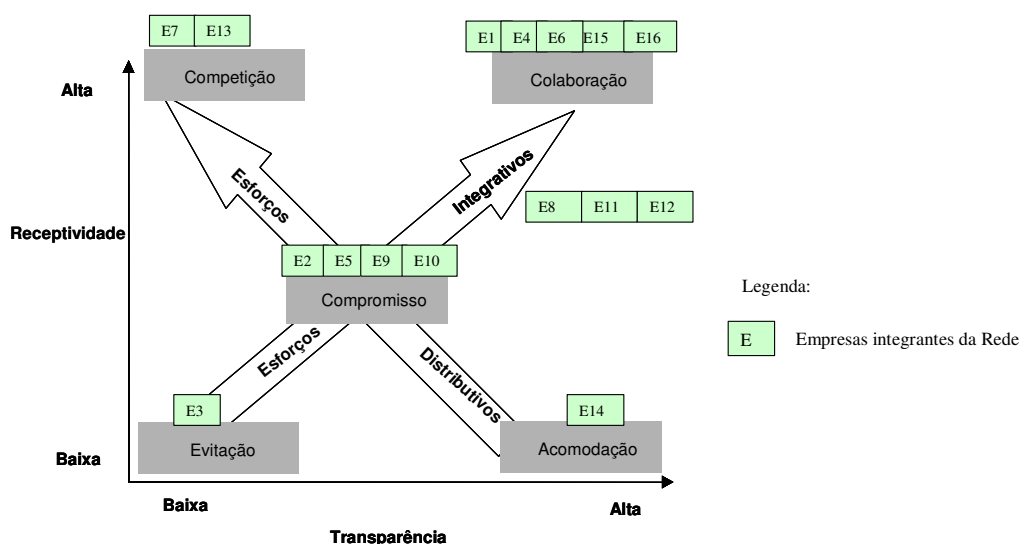 E7 E13
E1 E4 E6 E15 E16
Competição
Colaboração
Alta
Esforços
Integrativos
E8 E11 E12
Receptividade
E2 E5 E9 E10
Compromisso
Legenda:
E Empresas integrantes da Rede
Esforços
Distributivos
E3
E14
Evitação
Acomodação
Baixa
Baixa
Alta
Transparência